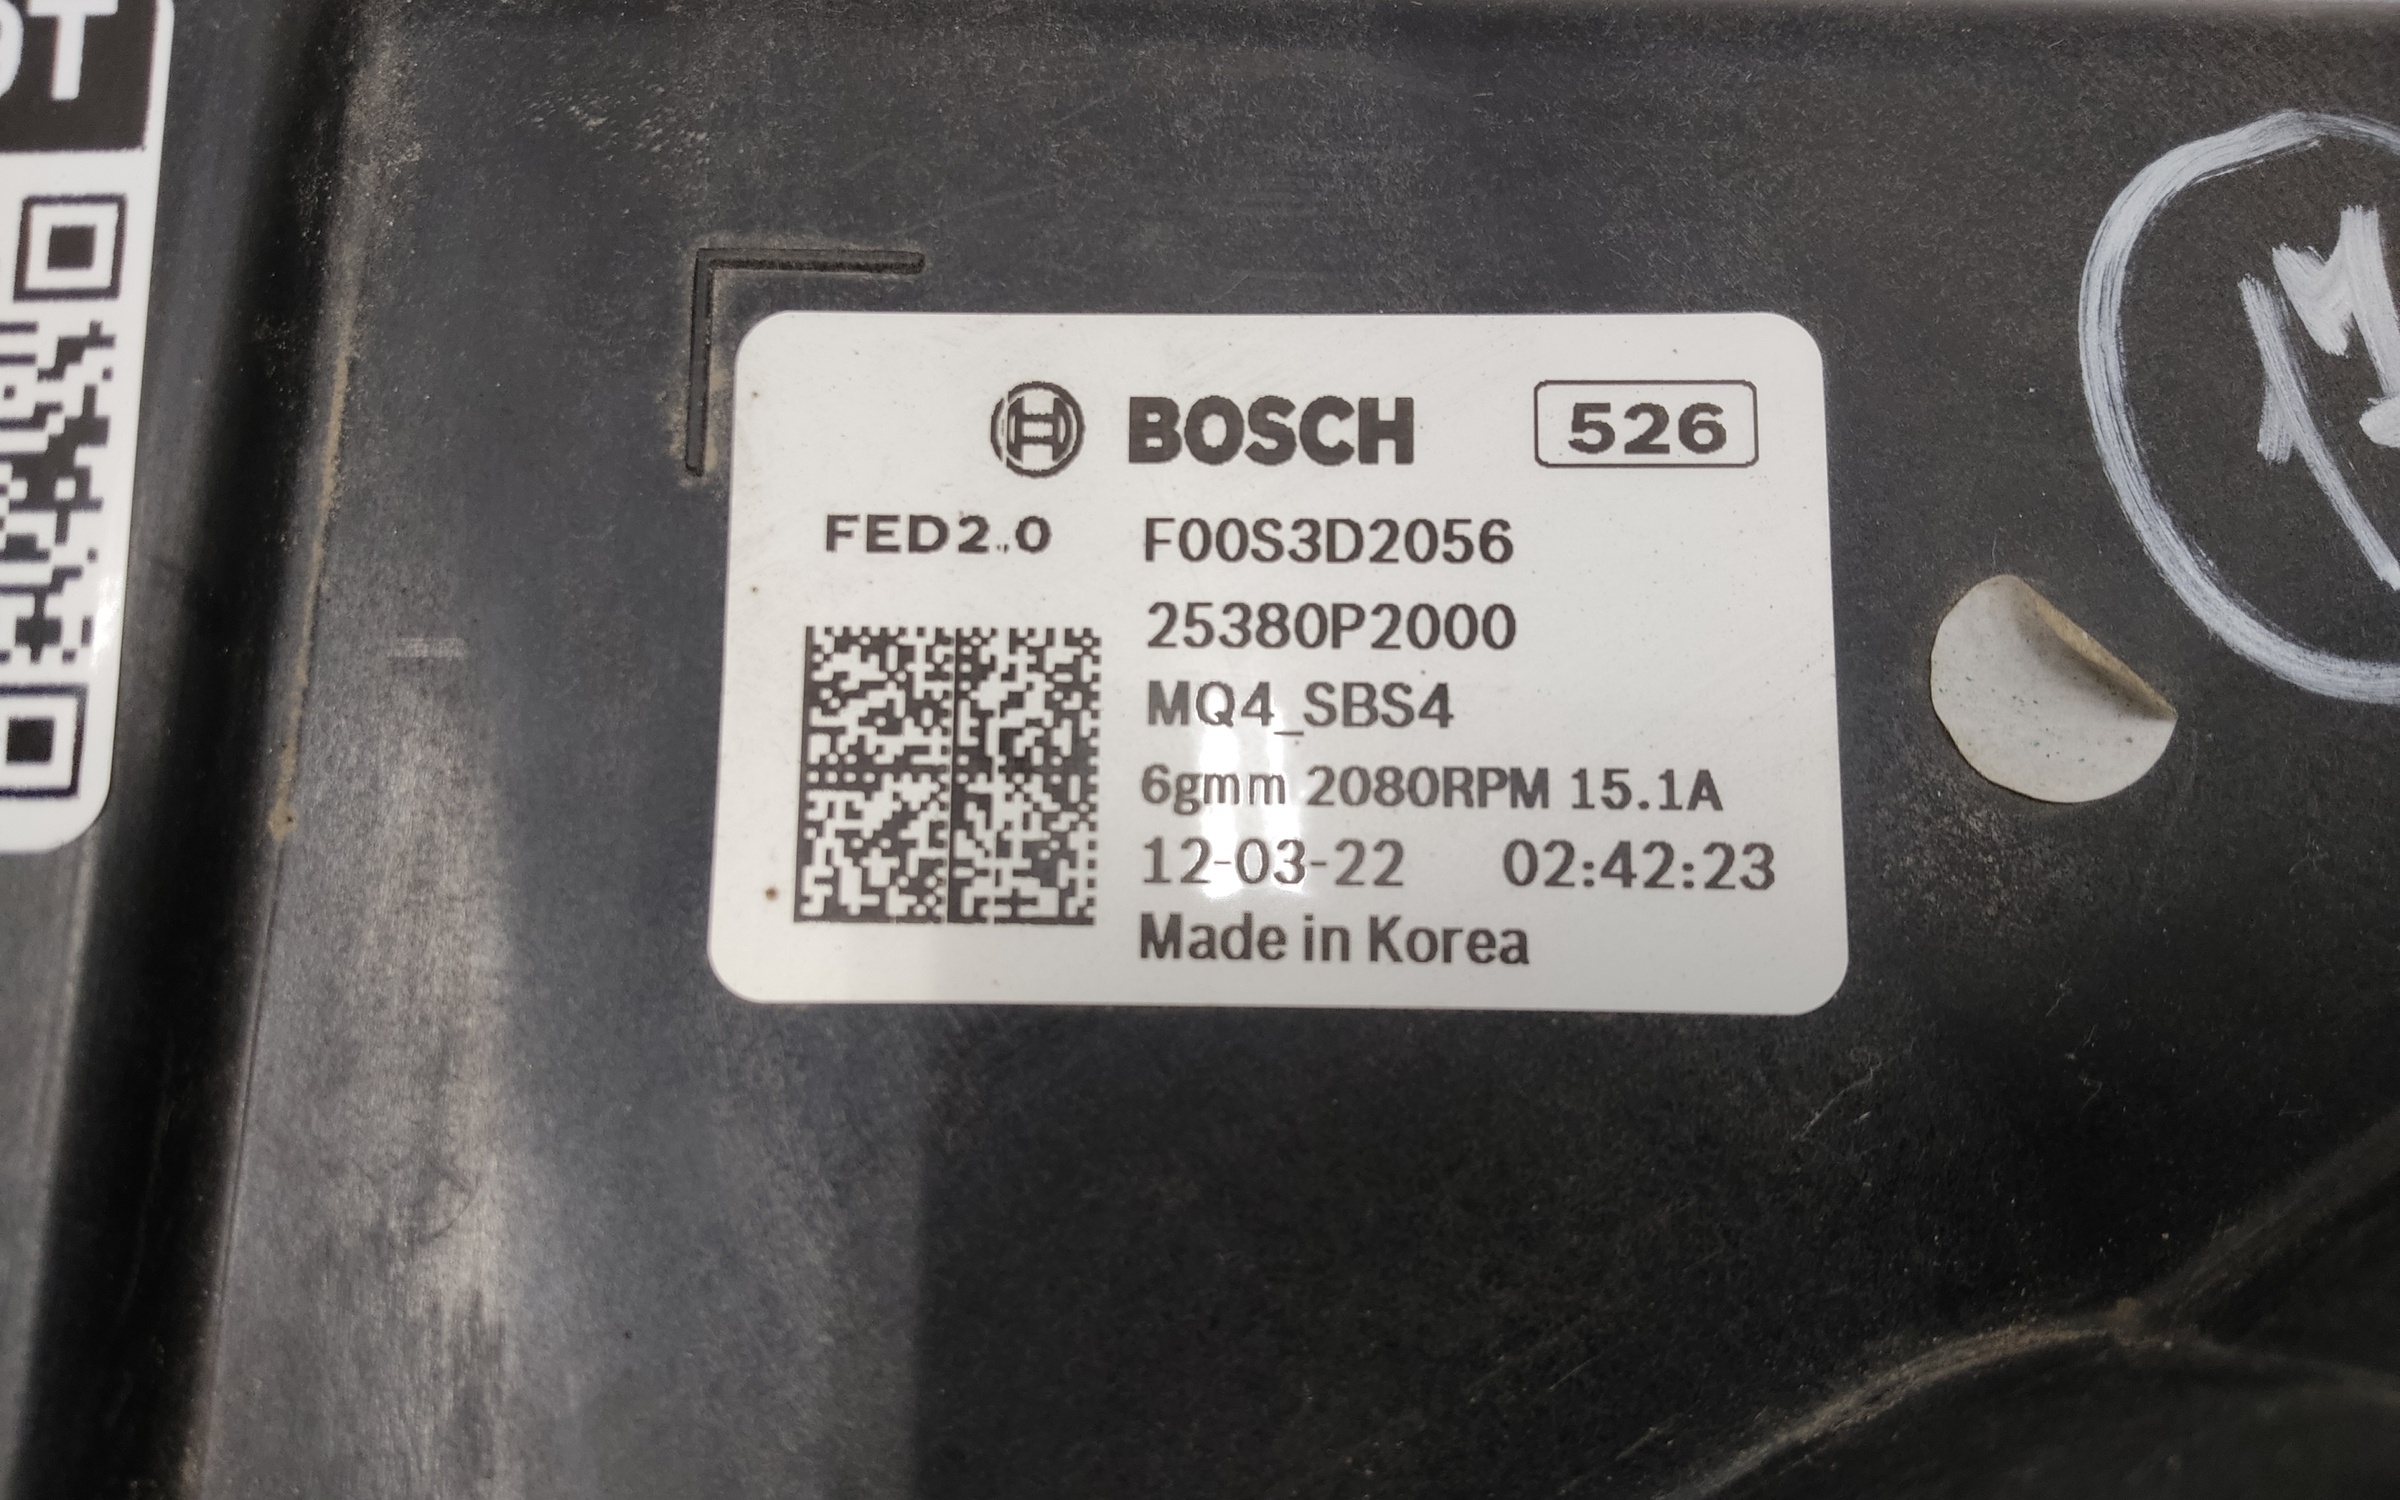 BOSCH 526
FED2.0 F00S3D2056
25380P2000
MQ4_SBS4
6gmm 2080RPM 15.1A
12-03-22 02:42:23
Made in Korea